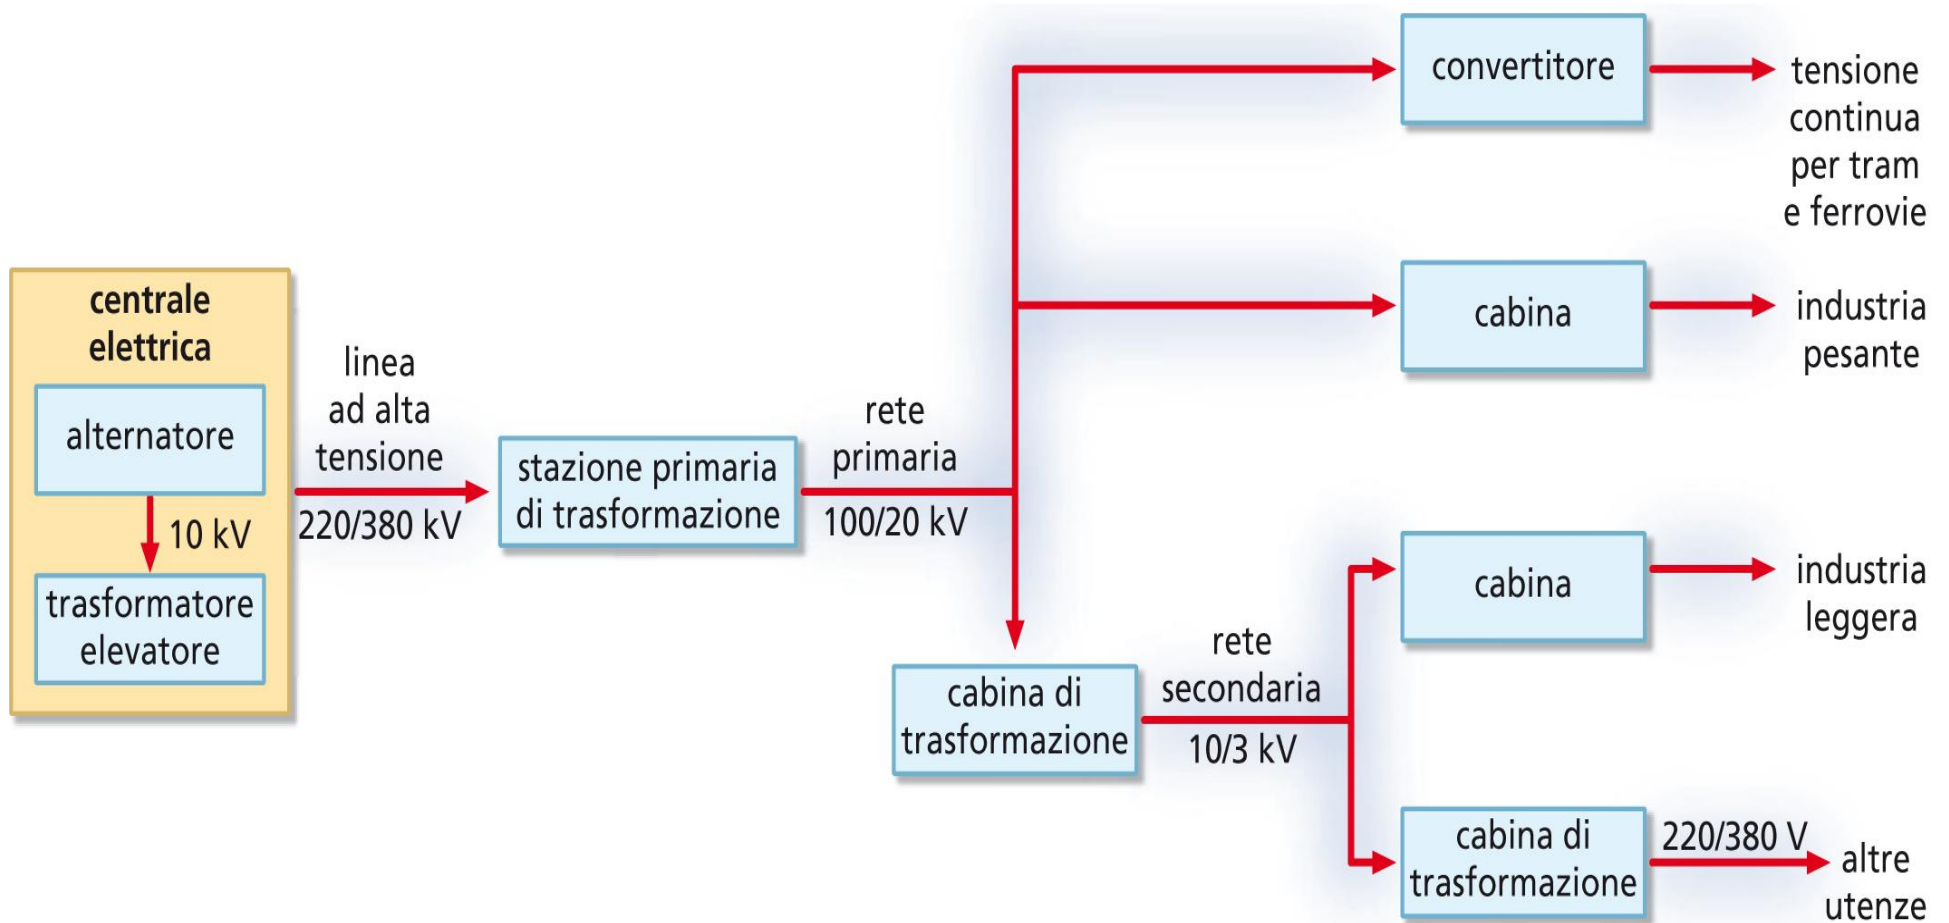 centrale
elettrica
alternatore
10 kV
trasformatore
elevatore
linea
ad alta
tensione
220/380 kV
stazione primaria
di trasformazione
rete
primaria
100/20 kV
convertitore
tensione
continua
per tram
e ferrovie
cabina
industria
pesante
cabina di
trasformazione
rete
secondaria
10/3 kV
cabina
industria
leggera
cabina di
trasformazione
220/380 V
altre
utenze